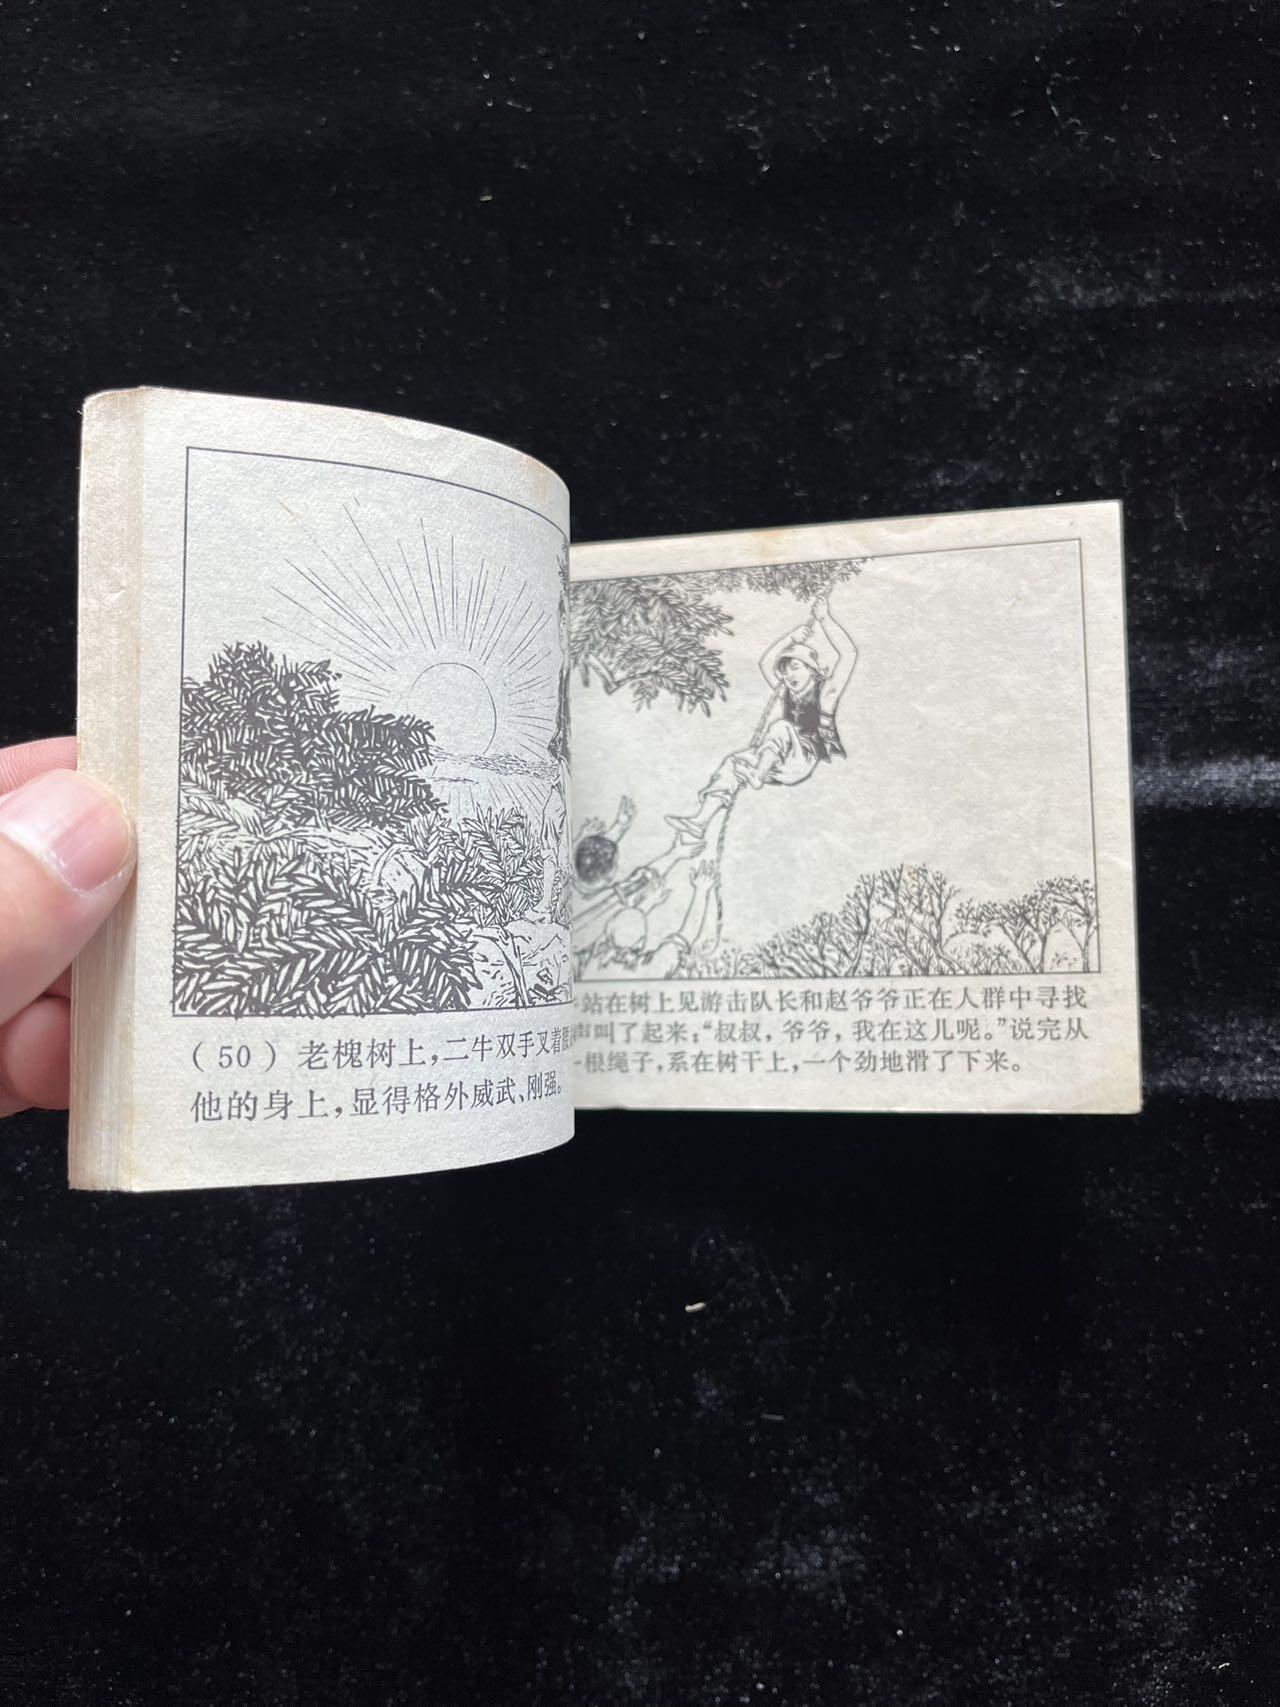 （50）老槐树上，二牛双手叉着
他的身上，显得格外威武、刚强。
站在树上见游击队长和赵爷爷正在人群中寻找
声叫了起来：“叔叔，爷爷，我在这儿呢。”说完从
根绳子，系在树干上，一个劲地滑了下来。